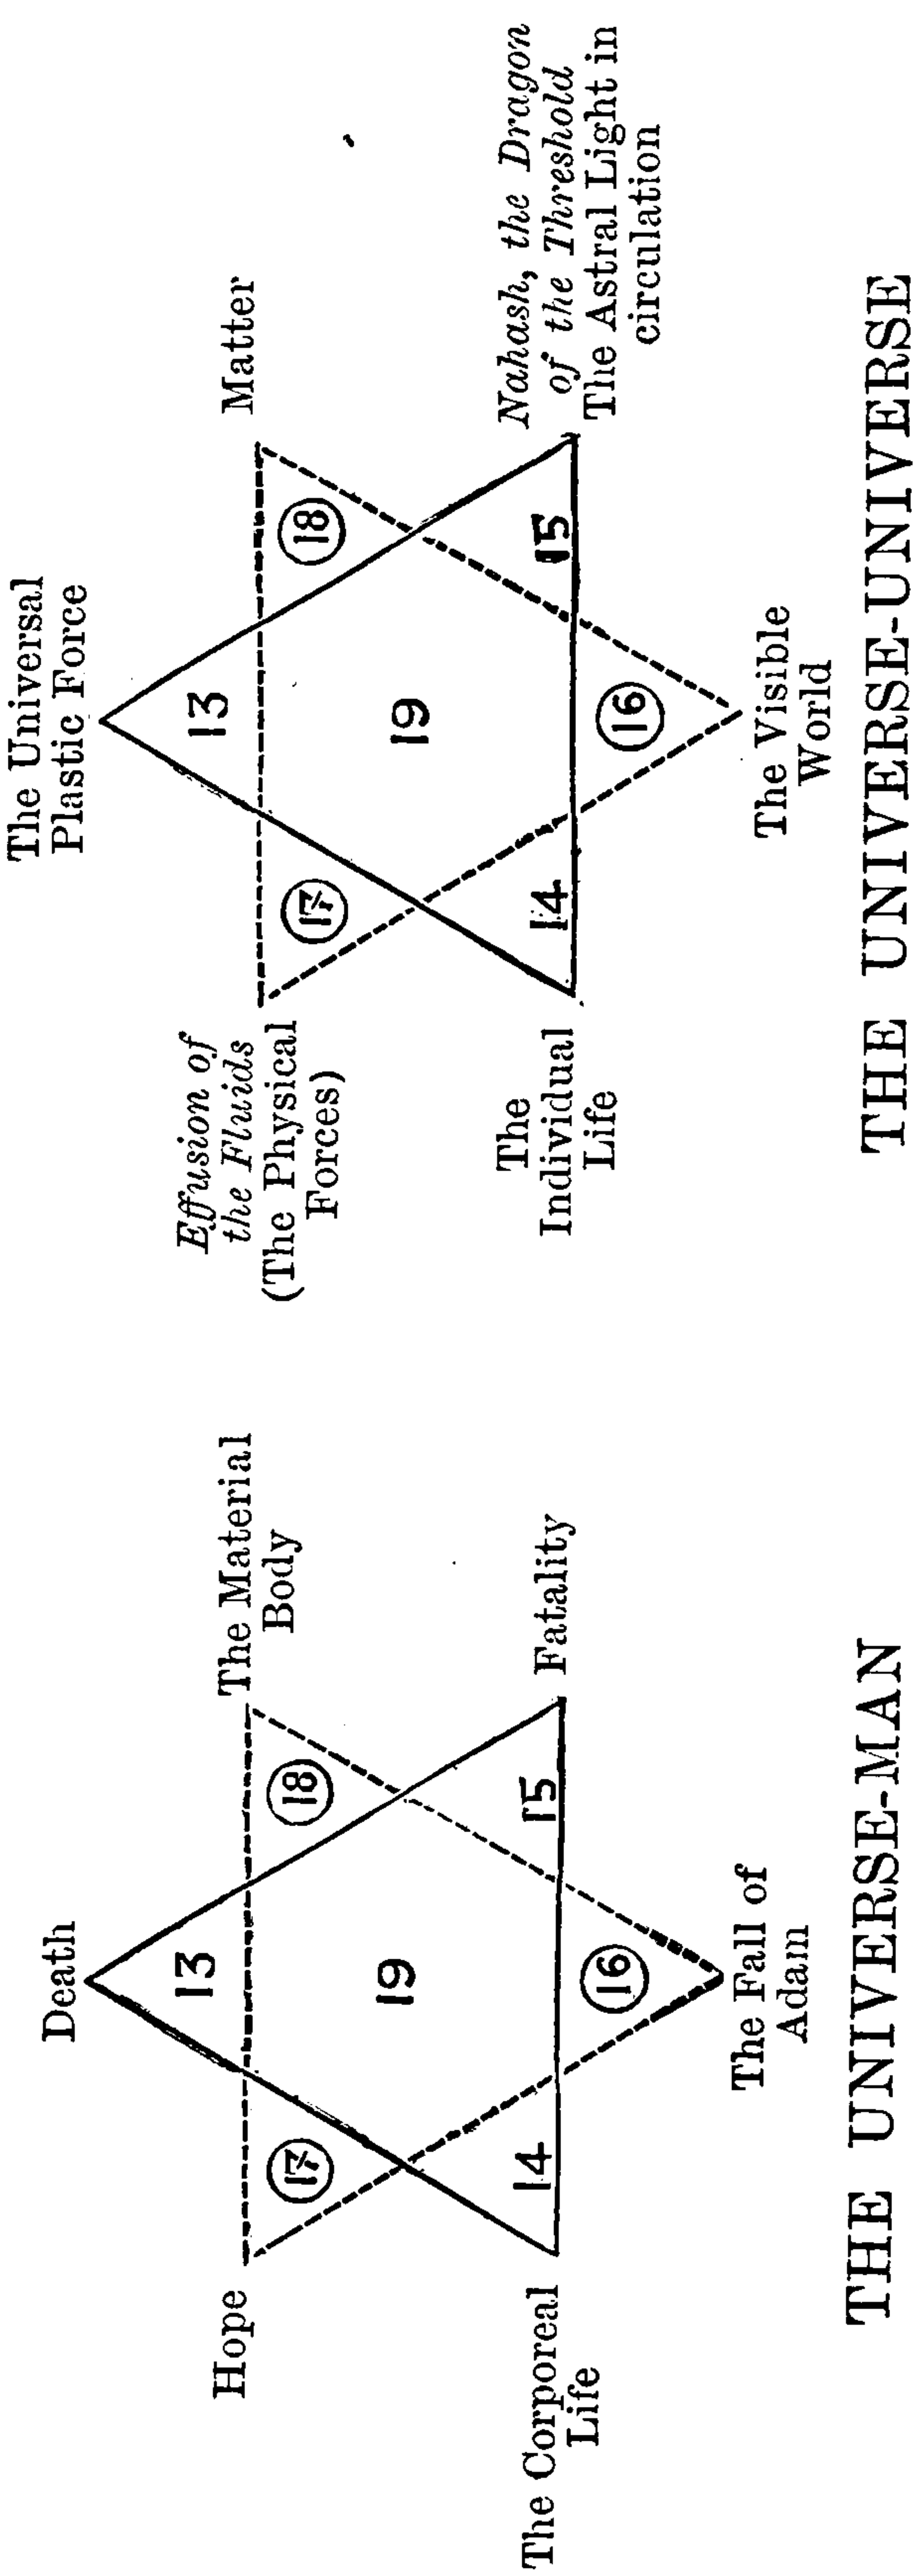 Death
Hope
The Material
Body
17
13
18
19
14
15
16
The Corporeal
Life
Fatality
The Fall of
Adam
THE UNIVERSE-MAN
The Universal
Plastic Force
Effusion of
the Fluids
(The Physical
Forces)
Matter
17
13
18
19
14
15
16
The
Individual
Life
Nahash, the Dragon
of the Threshold
The Astral Light in
circulation
The Visible
World
THE UNIVERSE-UNIVERSE